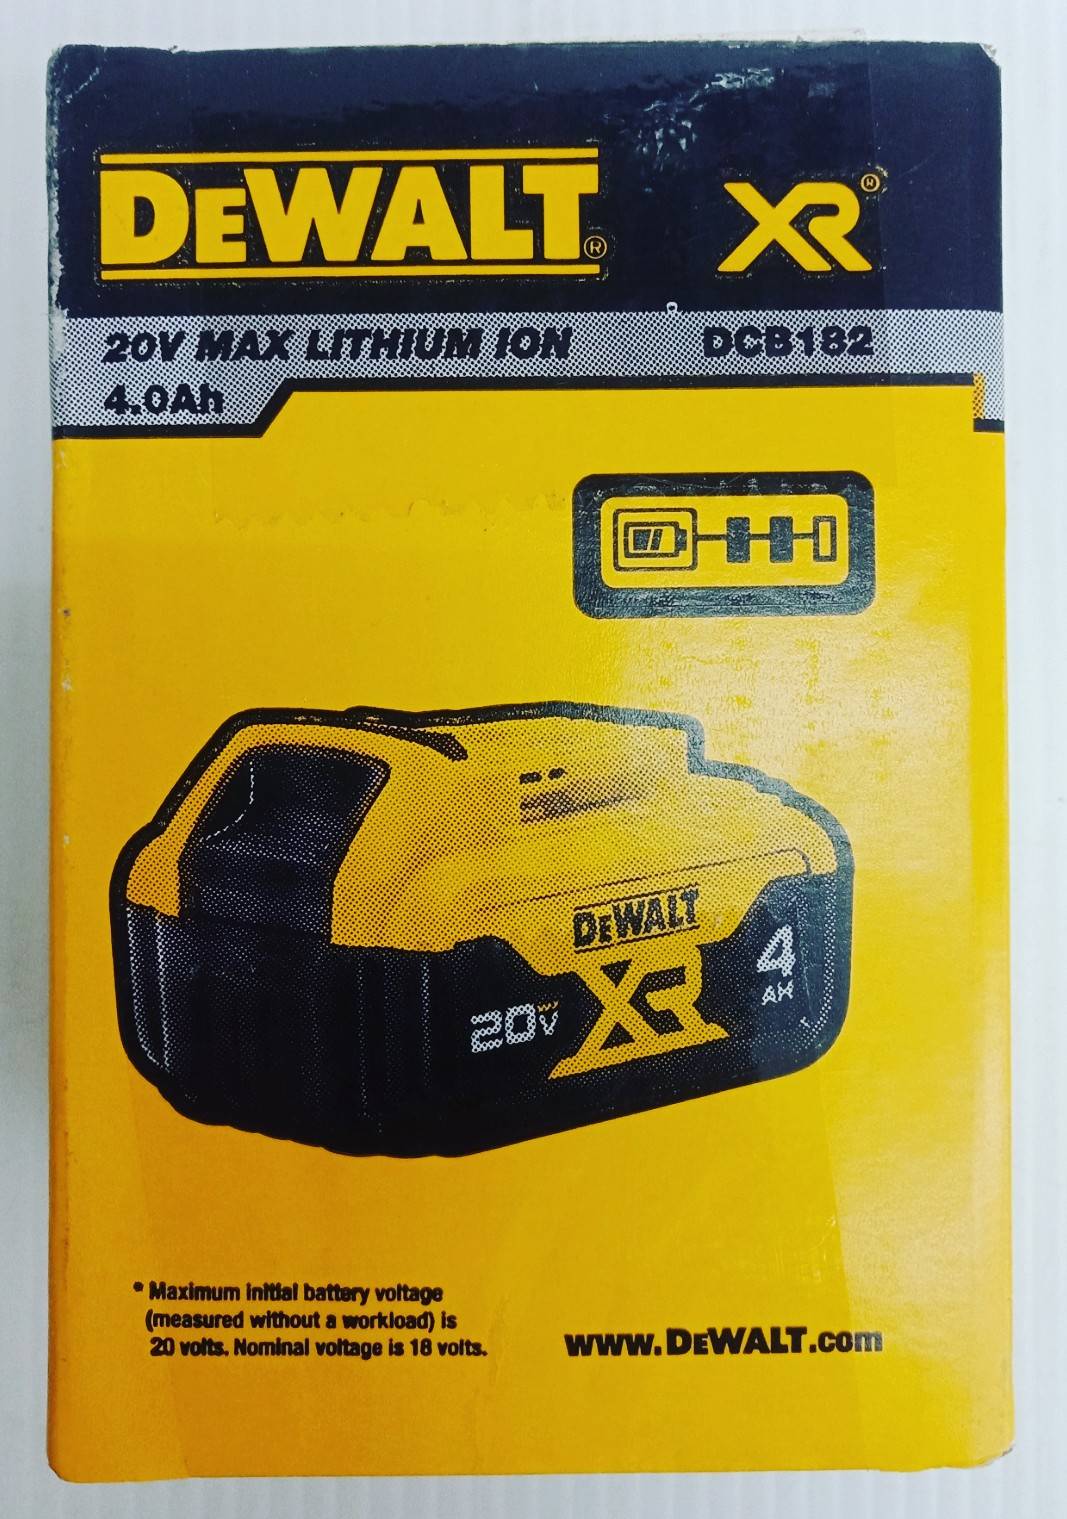 DEWALT®
XR®
20V MAX LITHIUM ION DCB182
4.0Ah
DEWALT
XR
20V
4
AH
* Maximum initial battery voltage
(measured without a workload) is
20 volts. Nominal voltage is 18 volts.
www.DEWALT.com